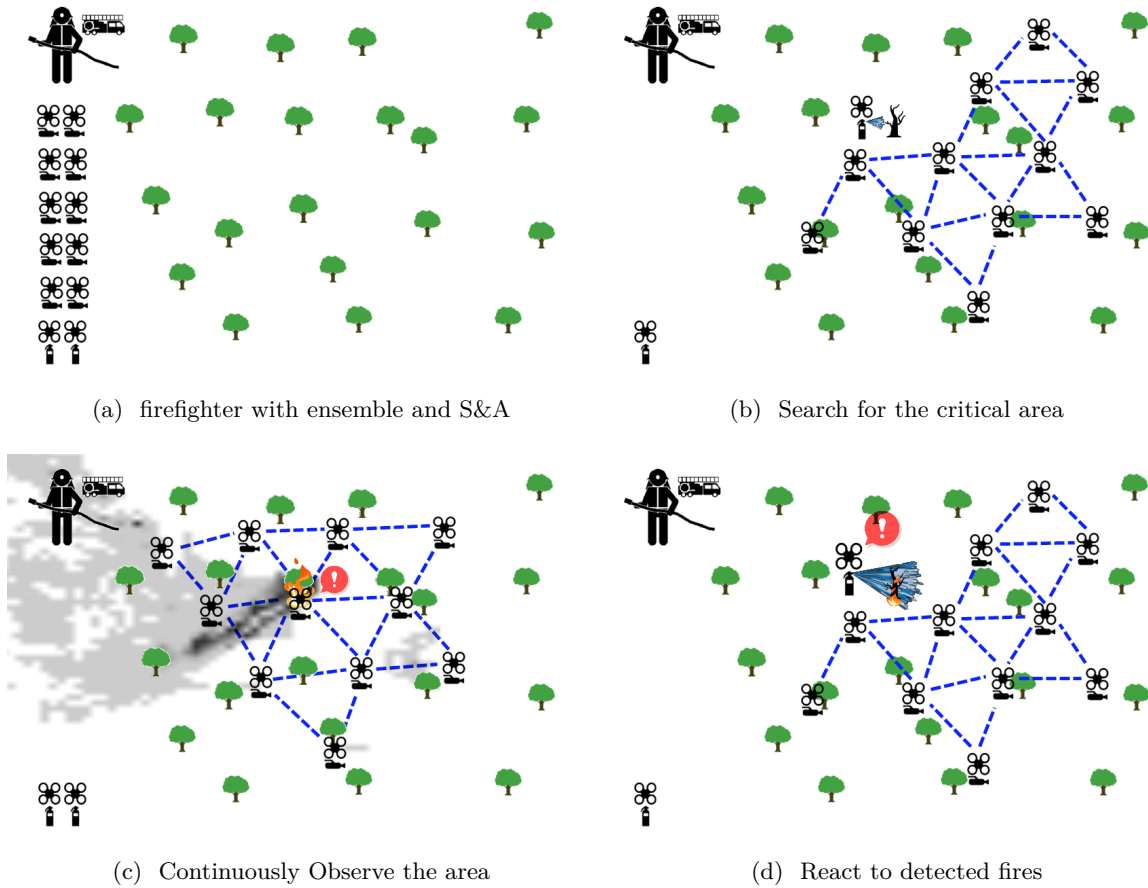 (a) firefighter with ensemble and S&A
(b) Search for the critical area
!
!
(c) Continuously Observe the area
(d) React to detected fires